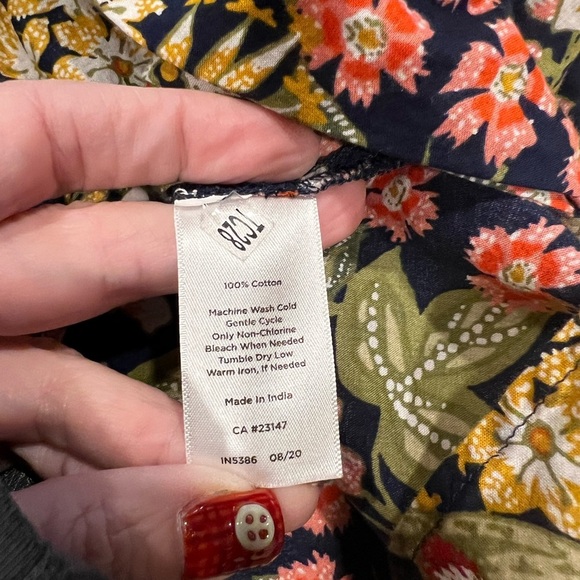 TC28
100% Cotton
Machine Wash Cold
Gentle Cycle
Only Non-Chlorine
Bleach When Needed
Tumble Dry Low
Warm Iron, If Needed
Made in India
CA #23147
IN5386 08/20